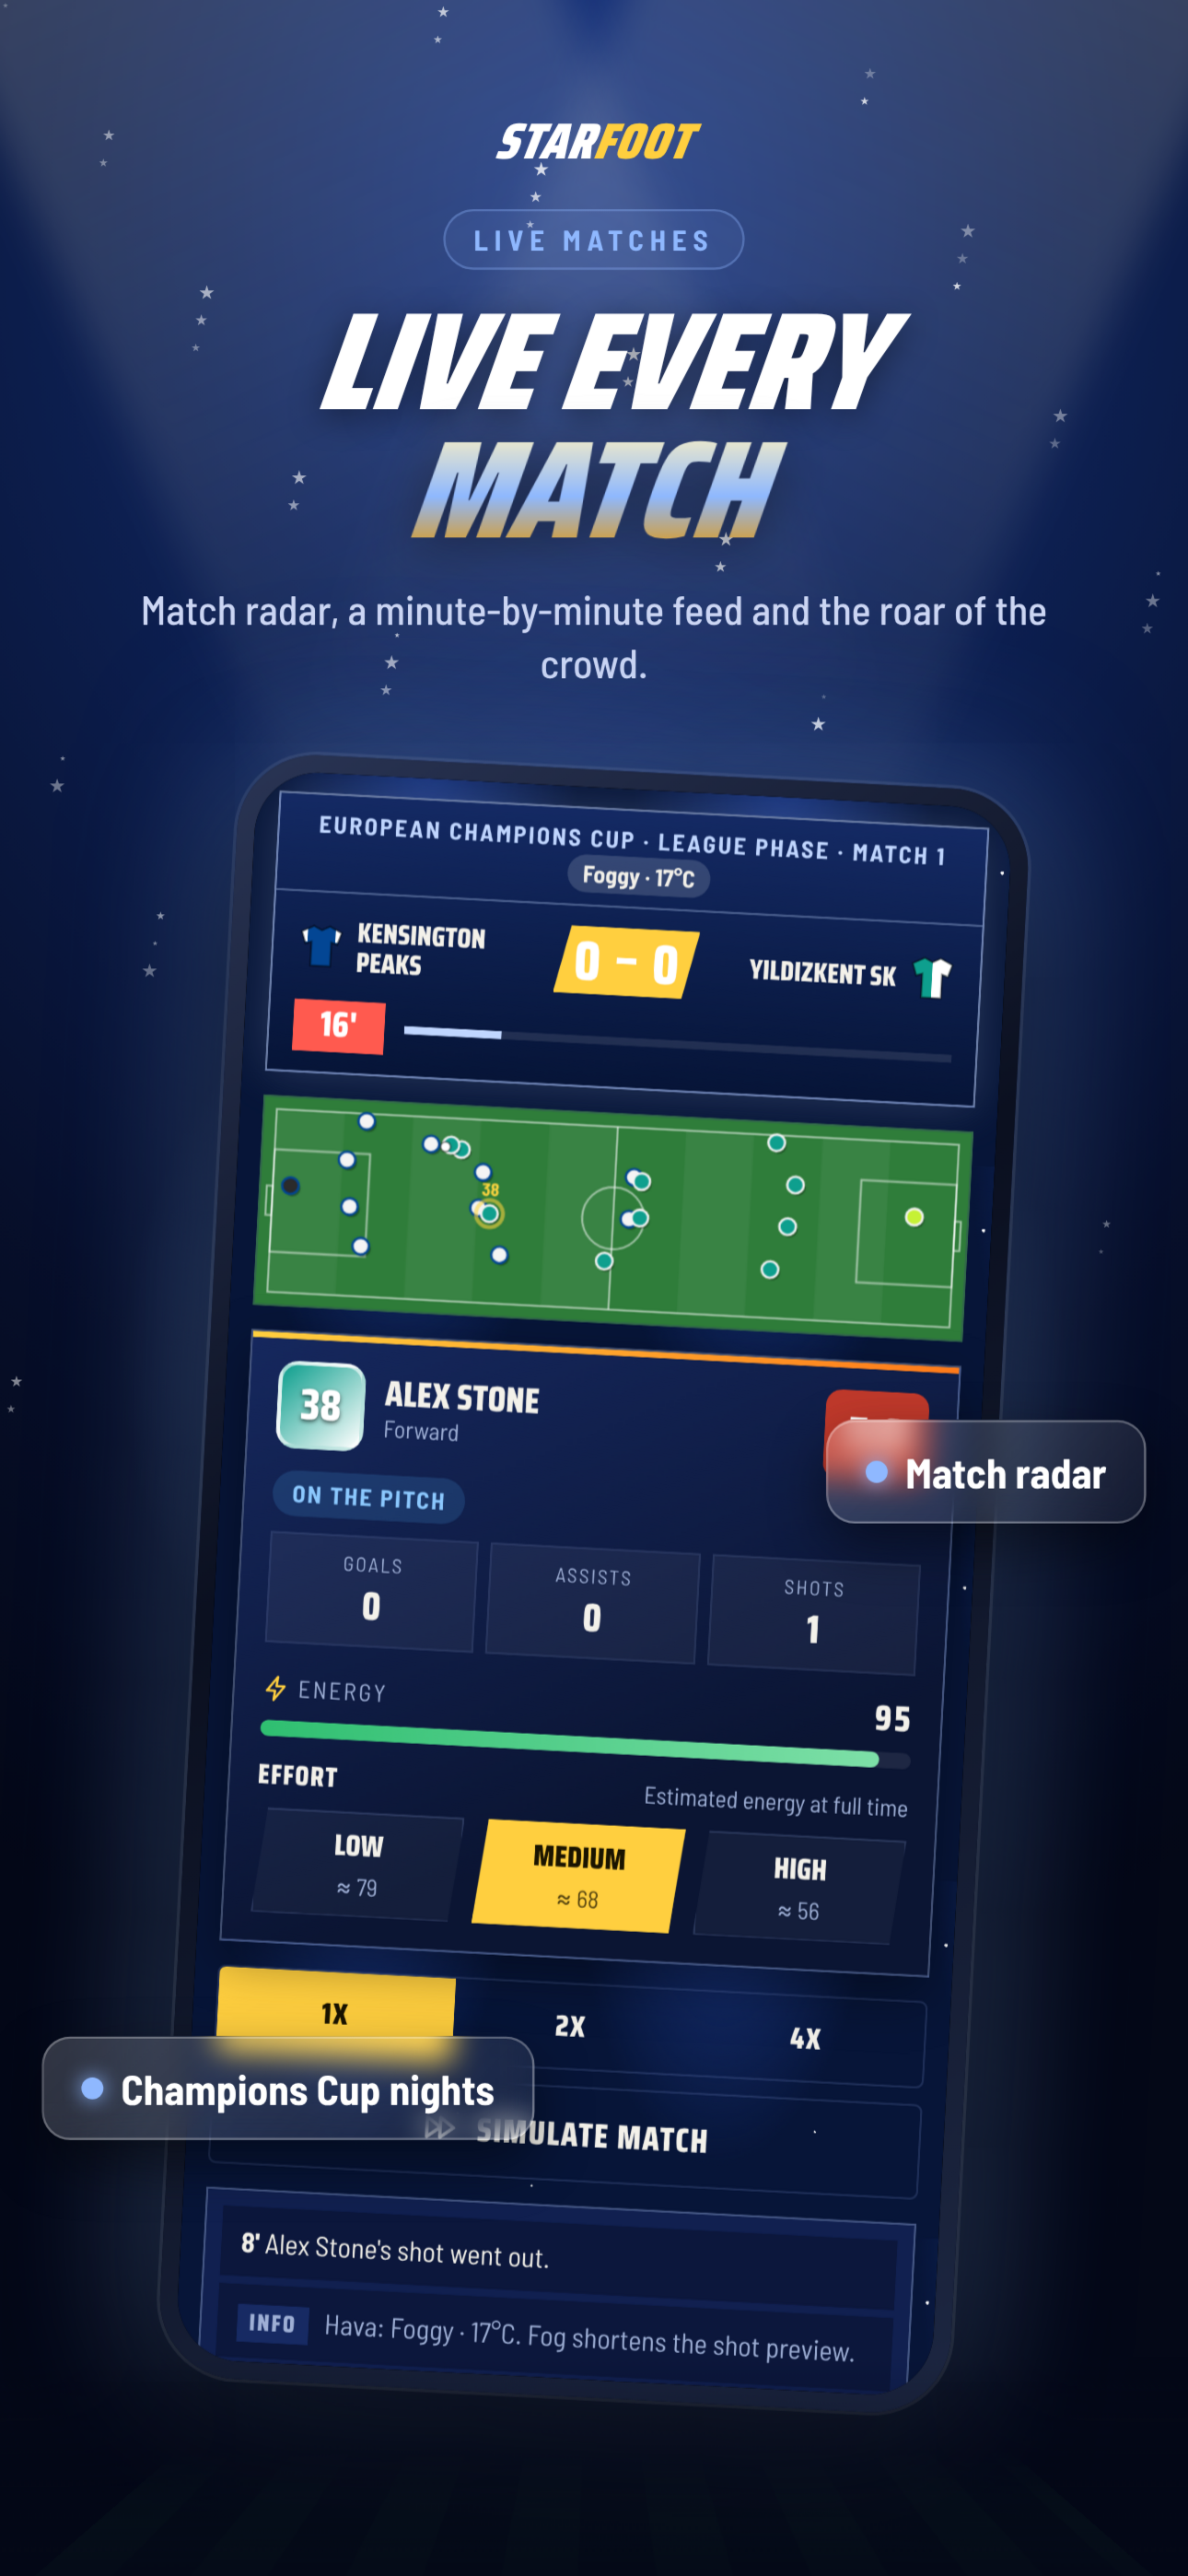 STARFOOT
LIVE MATCHES
LIVE EVERY
MATCH
Match radar, a minute-by-minute feed and the roar of the
crowd.
EUROPEAN CHAMPIONS CUP · LEAGUE PHASE · MATCH 1
Foggy · 17°C
KENSINGTON
PEAKS
0 – 0
YILDIZKENT SK
16'
38
38
ALEX STONE
Forward
Match radar
ON THE PITCH
GOALS
0
ASSISTS
0
SHOTS
1
ENERGY
95
EFFORT
Estimated energy at full time
LOW
≈ 79
MEDIUM
≈ 68
HIGH
≈ 56
1X
2X
4X
Champions Cup nights
SIMULATE MATCH
8' Alex Stone's shot went out.
INFO Hava: Foggy · 17°C. Fog shortens the shot preview.